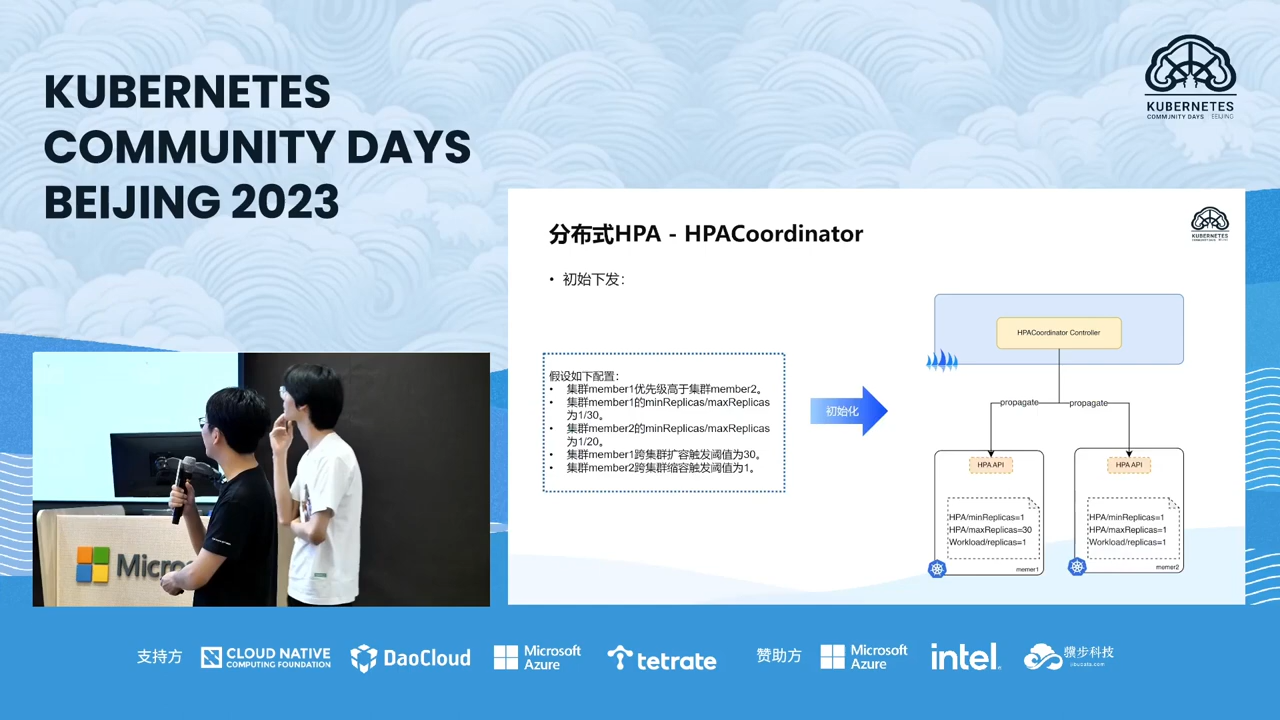 KUBERNETES
COMMUNITY DAYS
BEIJING 2023
KUBERNETES
COMMUNITY DAYS BEIJING
分布式HPA - HPACoordinator
KUBERNETES
• 初始下发：
假设如下配置：
• 集群member1优先级高于集群member2。
• 集群member1的minReplicas/maxReplicas
为1/30。
• 集群member2的minReplicas/maxReplicas
为1/20。
• 集群member1跨集群扩容触发阈值为30。
• 集群member2跨集群缩容触发阈值为1。
初始化
HPACoordinator Controller
propagate
propagate
HPA API
HPA/minReplicas=1
HPA/maxReplicas=30
Workload/replicas=1
memer1
HPA API
HPA/minReplicas=1
HPA/maxReplicas=1
Workload/replicas=1
memer2
Micro
支持方
CLOUD NATIVE
COMPUTING FOUNDATION
DaoCloud
Microsoft
Azure
tetrate
赞助方
Microsoft
Azure
intel.
骥步科技
jibudata.com